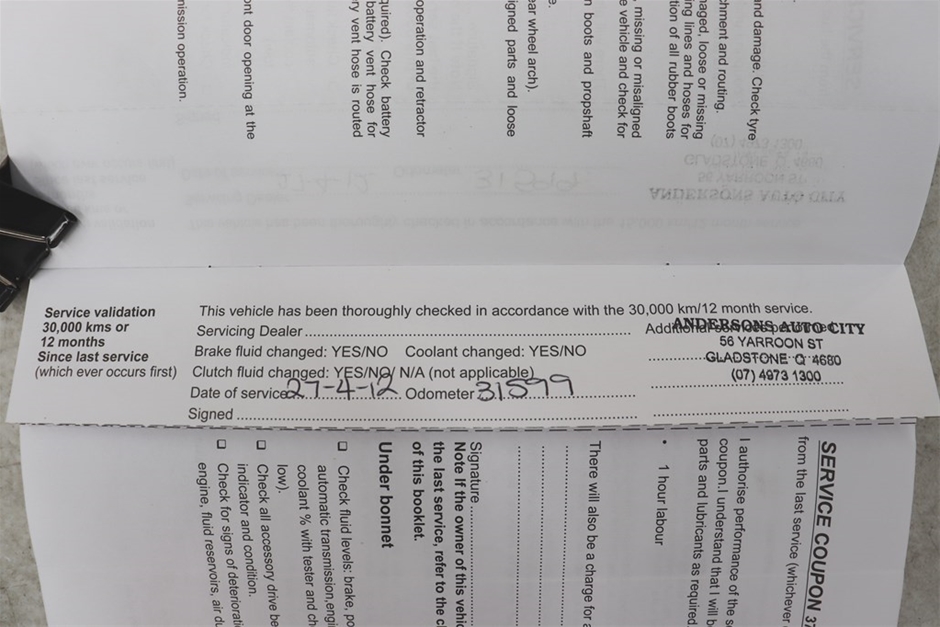 and damage. Check tyre
chment and routing.
naged, loose or missing
ing lines and hoses for
tion of all rubber boots
, missing or misaligned
e vehicle and check for
n boots and propshaft
e.
ear wheel arch).
igned parts and loose
operation and retractor
quired). Check battery
battery vent hose for
ry vent hose is routed
ont door opening at the
mission operation.
Service validation
30,000 kms or
12 months
Since last service
(which ever occurs first)
This vehicle has been thoroughly checked in accordance with the 30,000 km/12 month service.
Servicing Dealer
Brake fluid changed: YES/NO Coolant changed: YES/NO
Clutch fluid changed: YES/NO/ N/A (not applicable)
Date of service 27-4-12 Odometer 31599
Signed
Additional
ANDERSONS AUTO CITY
56 YARROON ST
GLADSTONE Q 4680
(07) 4973 1300
SERVICE COUPON
from the last service (whichever
I authorise performance of the s
coupon.I understand that I will b
parts and lubricants as required.
• 1 hour labour
There will also be a charge for a
Signature
Note If the owner of this vehic
the last service, refer to the c
of this booklet.
Under bonnet
☐ Check fluid levels: brake, po
automatic transmission,engi
coolant % with tester and ch
☐ Check all accessory drive be
low).
indicator and condition.
☐ Check for signs of deteriorati
engine, fluid reservoirs, air du